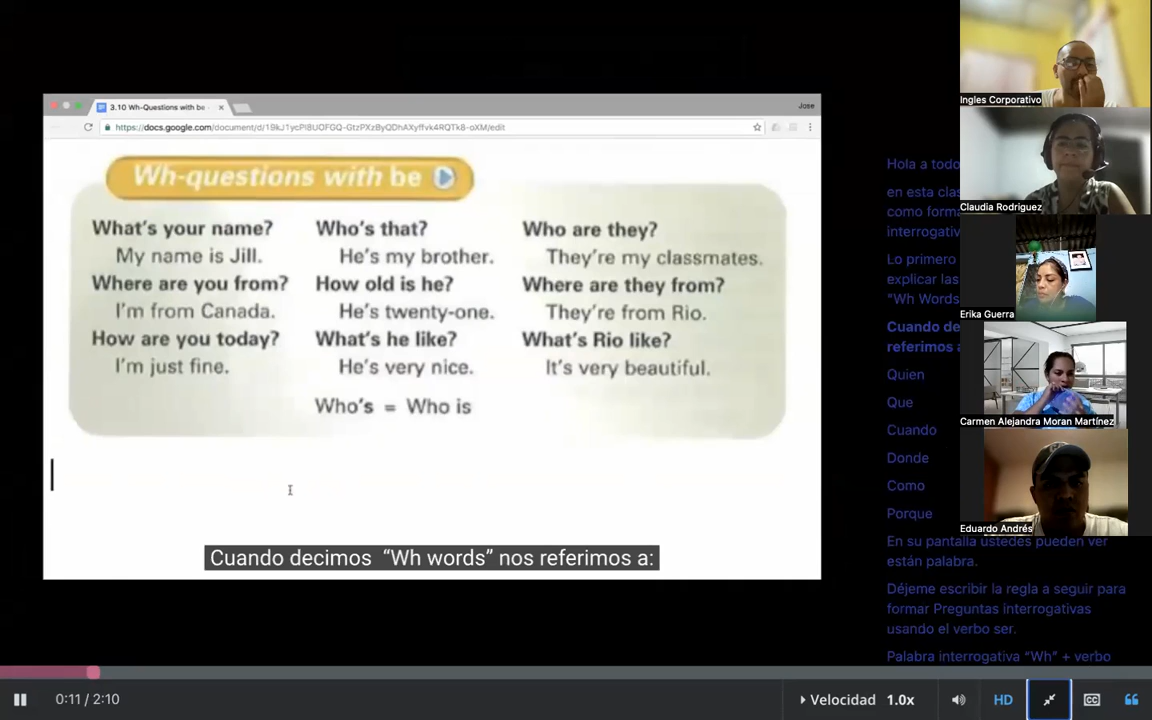 3.10 Wh-Questions with be
Jose
https://docs.google.com/document/d/
Wh-questions with be
What's your name?
My name is Jill.
Where are you from?
I'm from Canada.
How are you today?
I'm just fine.
Who's that?
He's my brother.
How old is he?
He's twenty-one.
What's he like?
He's very nice.
Who's = Who is
Who are they?
They're my classmates.
Where are they from?
They're from Rio.
What's Rio like?
It's very beautiful.
Cuando decimos “Wh words” nos referimos a:
Hola a todo
en esta cla
como form
interrogativ
Lo primero
explicar las
“Wh Words
Cuando de
referimos a
Quien
Que
Cuando
Donde
Como
Porque
En su pantalla ustedes pueden ver
están palabra.
Déjeme escribir la regla a seguir para
formar Preguntas interrogativas
usando el verbo ser.
Palabra interrogativa “Wh” + verbo
Ingles Corporativo
Claudia Rodriguez
Erika Guerra
Carmen Alejandra Moran Martínez
Eduardo Andrés
0:11 / 2:10
Velocidad 1.0x
HD
CC